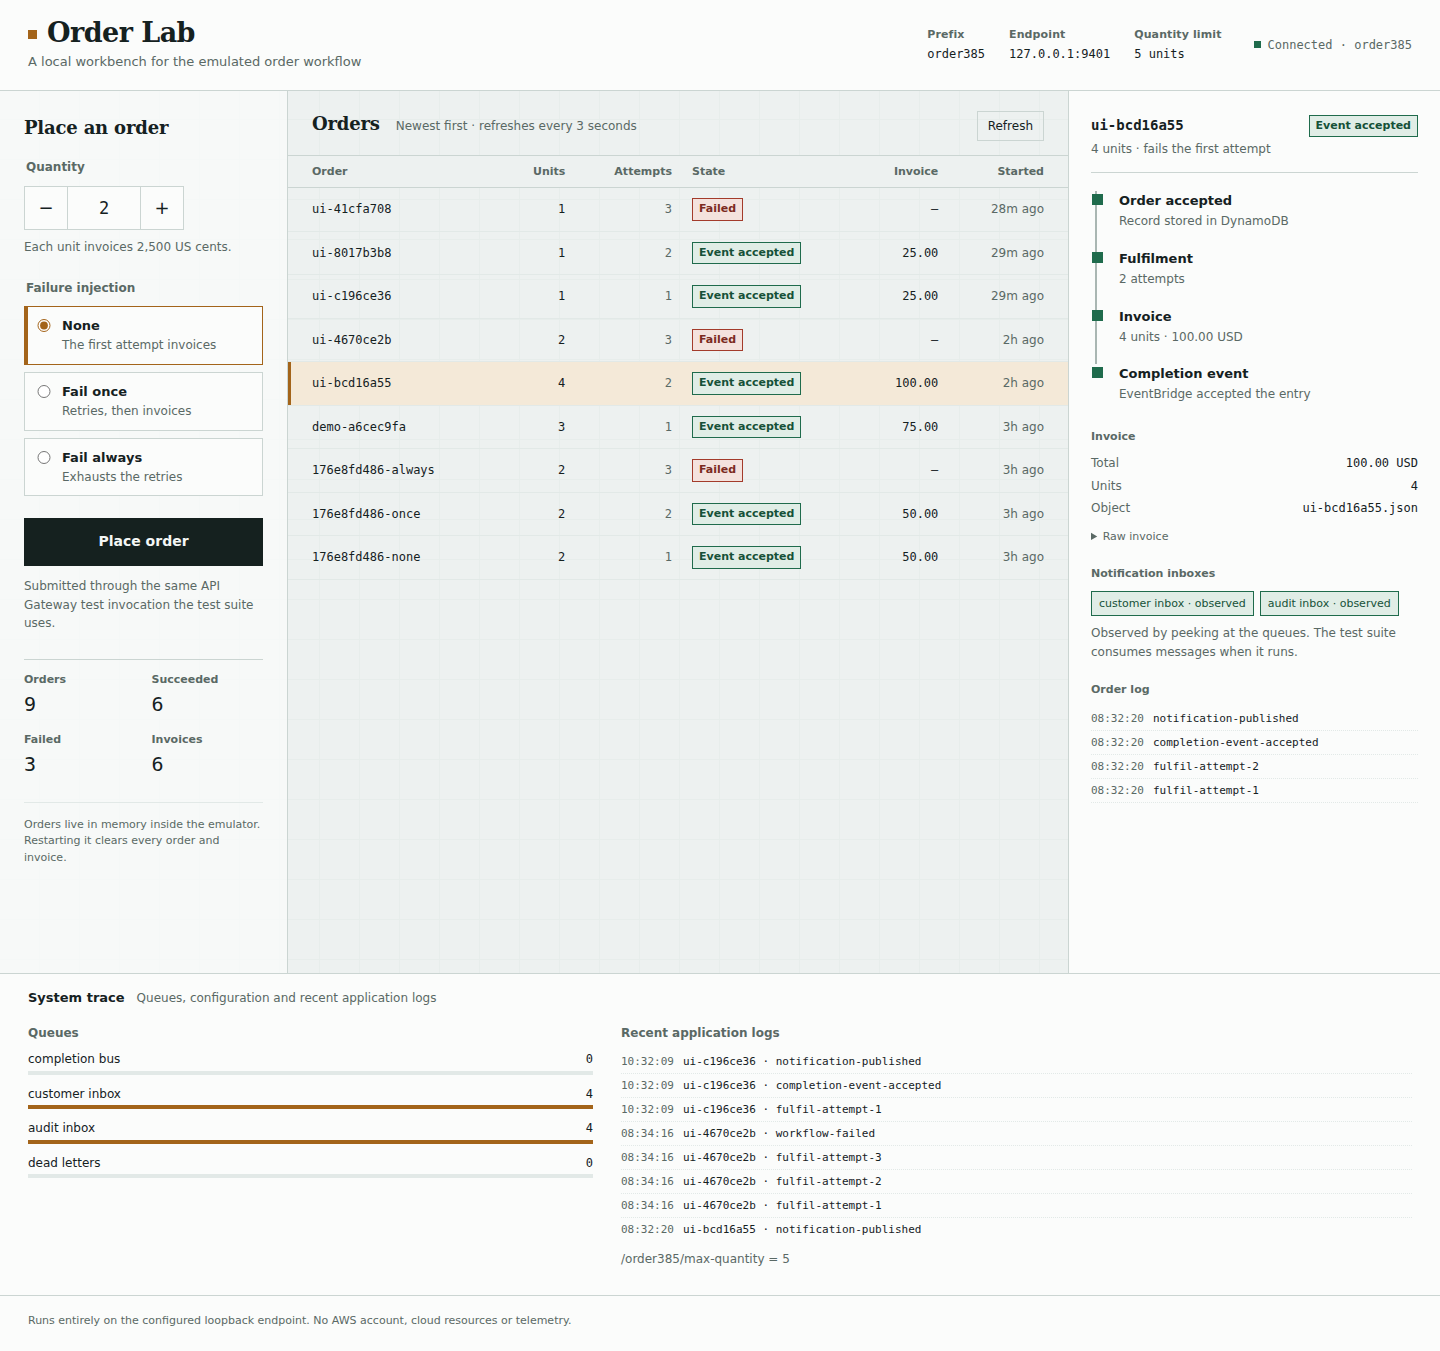 Order Lab
A local workbench for the emulated order workflow
Prefix Endpoint Quantity limit
order385 127.0.0.1:9401 5 units
Connected · order385
Place an order
Quantity
− 2 +
Each unit invoices 2,500 US cents.
Failure injection
None
The first attempt invoices
Fail once
Retries, then invoices
Fail always
Exhausts the retries
Place order
Submitted through the same API
Gateway test invocation the test suite
uses.
Orders Succeeded
9 6
Failed Invoices
3 6
Orders live in memory inside the emulator.
Restarting it clears every order and
invoice.
Orders Newest first · refreshes every 3 seconds Refresh
Order Units Attempts State Invoice Started
ui-41cfa708 1 3 Failed — 28m ago
ui-8017b3b8 1 2 Event accepted 25.00 29m ago
ui-c196ce36 1 1 Event accepted 25.00 29m ago
ui-4670ce2b 2 3 Failed — 2h ago
ui-bcd16a55 4 2 Event accepted 100.00 2h ago
demo-a6cec9fa 3 1 Event accepted 75.00 3h ago
176e8fd486-always 2 3 Failed — 3h ago
176e8fd486-once 2 2 Event accepted 50.00 3h ago
176e8fd486-none 2 1 Event accepted 50.00 3h ago
ui-bcd16a55 Event accepted
4 units · fails the first attempt
Order accepted
Record stored in DynamoDB
Fulfilment
2 attempts
Invoice
4 units · 100.00 USD
Completion event
EventBridge accepted the entry
Invoice
Total 100.00 USD
Units 4
Object ui-bcd16a55.json
Raw invoice
Notification inboxes
customer inbox · observed audit inbox · observed
Observed by peeking at the queues. The test suite
consumes messages when it runs.
Order log
08:32:20 notification-published
08:32:20 completion-event-accepted
08:32:20 fulfil-attempt-2
08:32:20 fulfil-attempt-1
System trace Queues, configuration and recent application logs
Queues
completion bus 0
customer inbox 4
audit inbox 4
dead letters 0
Recent application logs
10:32:09 ui-c196ce36 · notification-published
10:32:09 ui-c196ce36 · completion-event-accepted
10:32:09 ui-c196ce36 · fulfil-attempt-1
08:34:16 ui-4670ce2b · workflow-failed
08:34:16 ui-4670ce2b · fulfil-attempt-3
08:34:16 ui-4670ce2b · fulfil-attempt-2
08:34:16 ui-4670ce2b · fulfil-attempt-1
08:32:20 ui-bcd16a55 · notification-published
/order385/max-quantity = 5
Runs entirely on the configured loopback endpoint. No AWS account, cloud resources or telemetry.